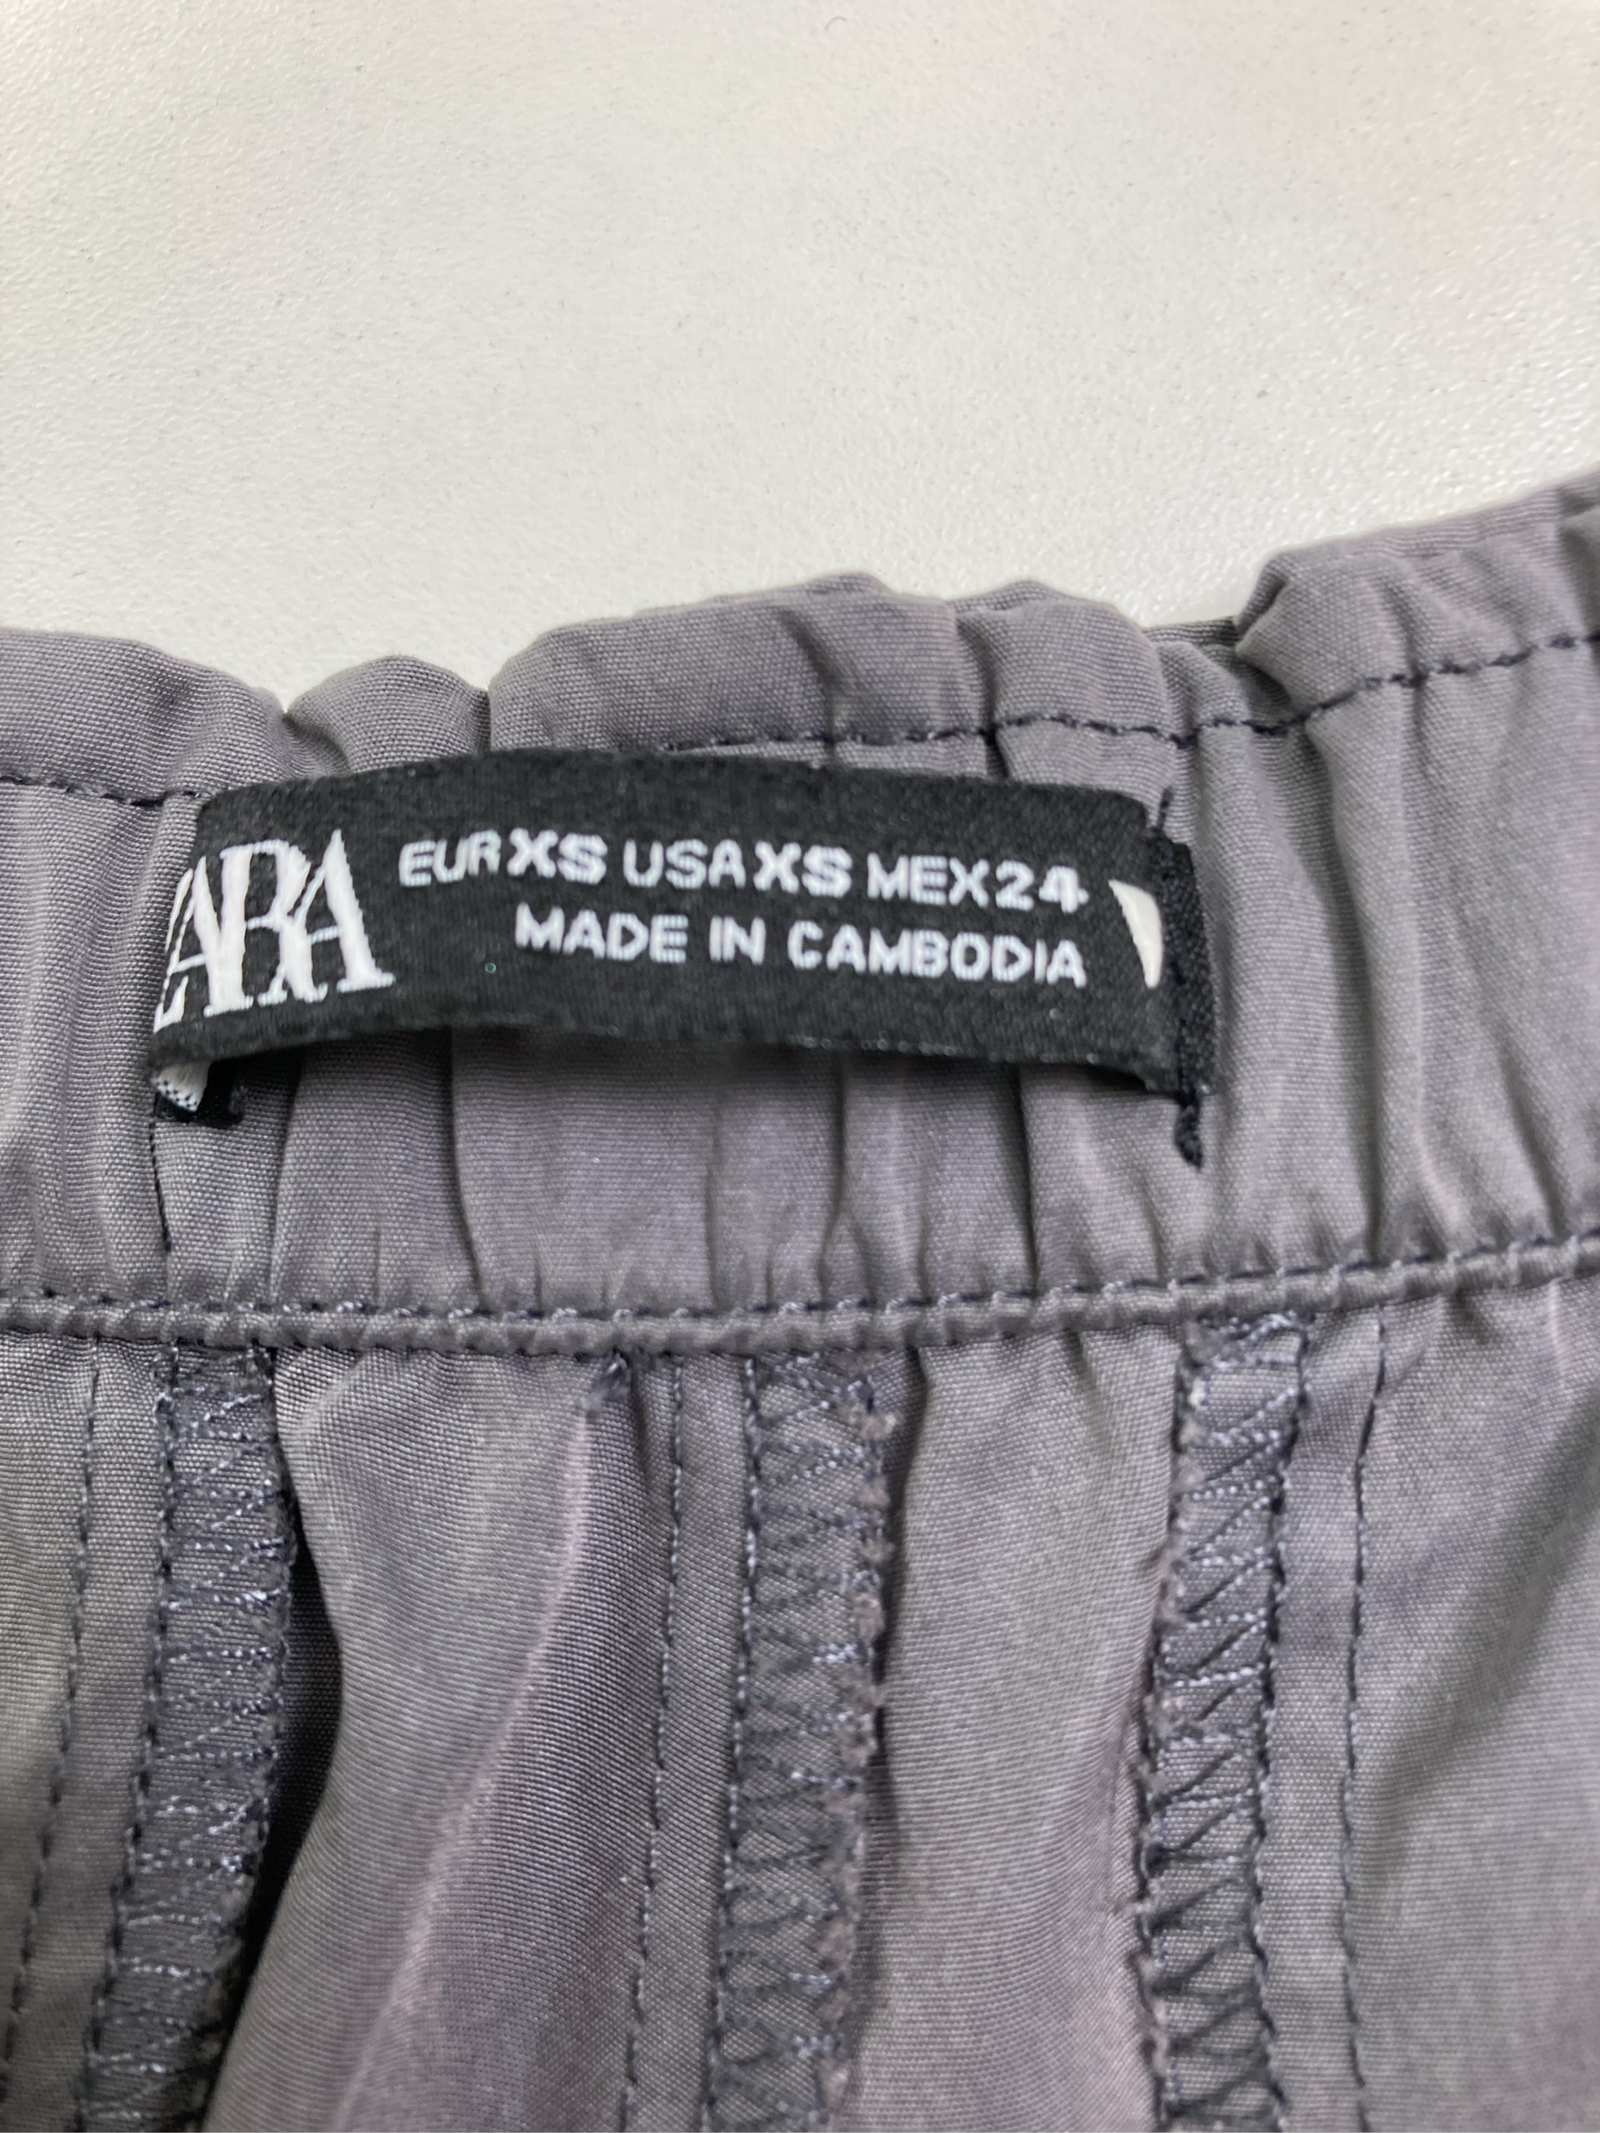 ZARA
EUR XS USA XS MEX 24
MADE IN CAMBODIA